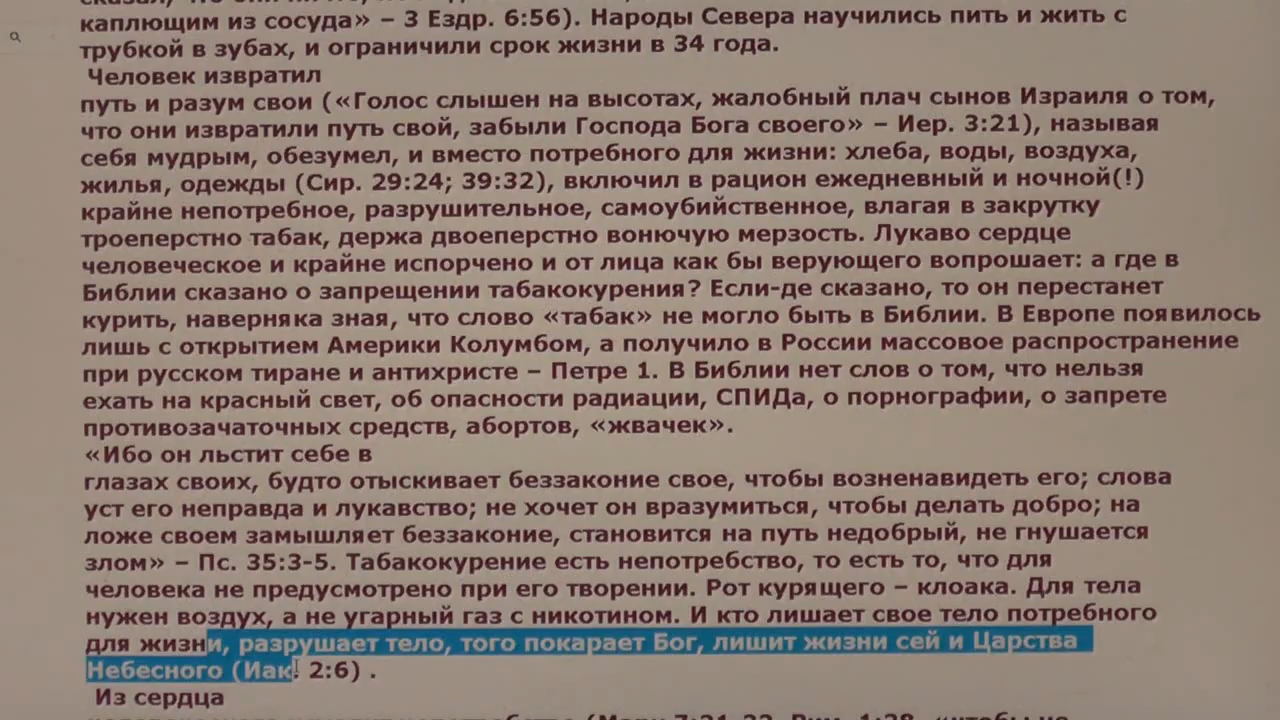 каплющим из сосуда» – 3 Ездр. 6:56). Народы Севера научились пить и жить с
трубкой в зубах, и ограничили срок жизни в 34 года.
Человек извратил
путь и разум свои («Голос слышен на высотах, жалобный плач сынов Израиля о том,
что они извратили путь свой, забыли Господа Бога своего» – Иер. 3:21), называя
себя мудрым, обезумел, и вместо потребного для жизни: хлеба, воды, воздуха,
жилья, одежды (Сир. 29:24; 39:32), включил в рацион ежедневный и ночной(!)
крайне непотребное, разрушительное, самоубийственное, влагая в закрутку
троеперстно табак, держа двоеперстно вонючую мерзость. Лукаво сердце
человеческое и крайне испорчено и от лица как бы верующего вопрошает: а где в
Библии сказано о запрещении табакокурения? Если-де сказано, то он перестанет
курить, наверняка зная, что слово «табак» не могло быть в Библии. В Европе появилось
лишь с открытием Америки Колумбом, а получило в России массовое распространение
при русском тиране и антихристе – Петре 1. В Библии нет слов о том, что нельзя
ехать на красный свет, об опасности радиации, СПИДа, о порнографии, о запрете
противозачаточных средств, абортов, «жвачек».
«Ибо он льстит себе в
глазах своих, будто отыскивает беззаконие свое, чтобы возненавидеть его; слова
уст его неправда и лукавство; не хочет он вразумиться, чтобы делать добро; на
ложе своем замышляет беззаконие, становится на путь недобрый, не гнушается
злом» – Пс. 35:3-5. Табакокурение есть непотребство, то есть то, что для
человека не предусмотрено при его творении. Рот курящего – клоака. Для тела
нужен воздух, а не угарный газ с никотином. И кто лишает свое тело потребного
для жизни, разрушает тело, того покарает Бог, лишит жизни сей и Царства
Небесного (Иак. 2:6) .
Из сердца